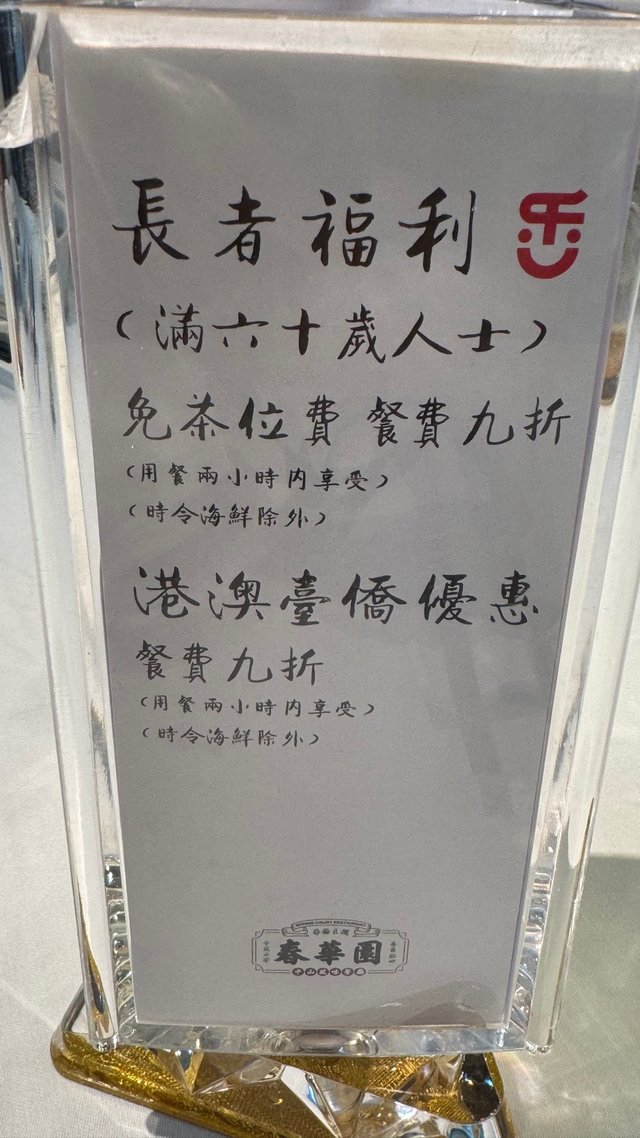 長者福利
（滿六十歲人士）
免茶位費 餐費九折
（用餐兩小時内享受）
（時令海鮮除外）
港澳臺僑優惠
餐費九折
（用餐兩小時内享受）
（時令海鮮除外）
春華園